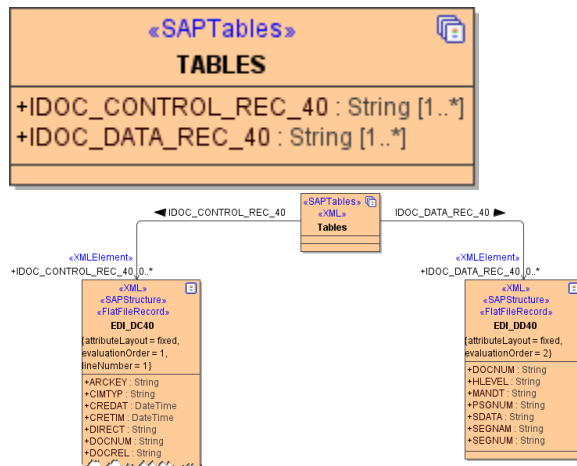 «SAPTables»
TABLES
+IDOC_CONTROL_REC_40 : String [1..*]
+IDOC_DATA_REC_40 : String [1..*]
«SAPTables»
«XML»
Tables
IDOC_CONTROL_REC_40
IDOC_DATA_REC_40
«XMLElement»
+IDOC_CONTROL_REC_40 0..*
«XMLElement»
+IDOC_DATA_REC_40 0..*
«XML»
«SAPStructure»
«FlatFileRecord»
EDI_DC40
{attributeLayout = fixed,
evaluationOrder = 1,
lineNumber = 1}
+ARCKEY : String
+CIMTYP : String
+CREDAT : DateTime
+CRETIM : DateTime
+DIRECT : String
+DOCNUM : String
+DOCREL : String
«XML»
«SAPStructure»
«FlatFileRecord»
EDI_DD40
{attributeLayout = fixed,
evaluationOrder = 2}
+DOCNUM : String
+HLEVEL : String
+MANDT : String
+PSGNUM : String
+SDATA : String
+SEGNAM : String
+SEGNUM : String